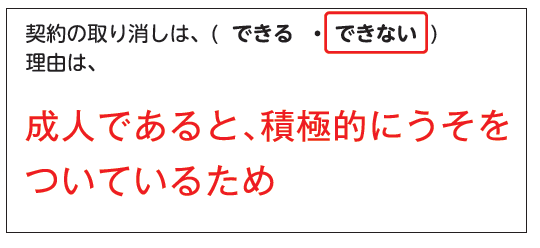 契約の取り消しは、( できる ・ できない )
理由は、
成人であると、積極的にうそを
ついているため